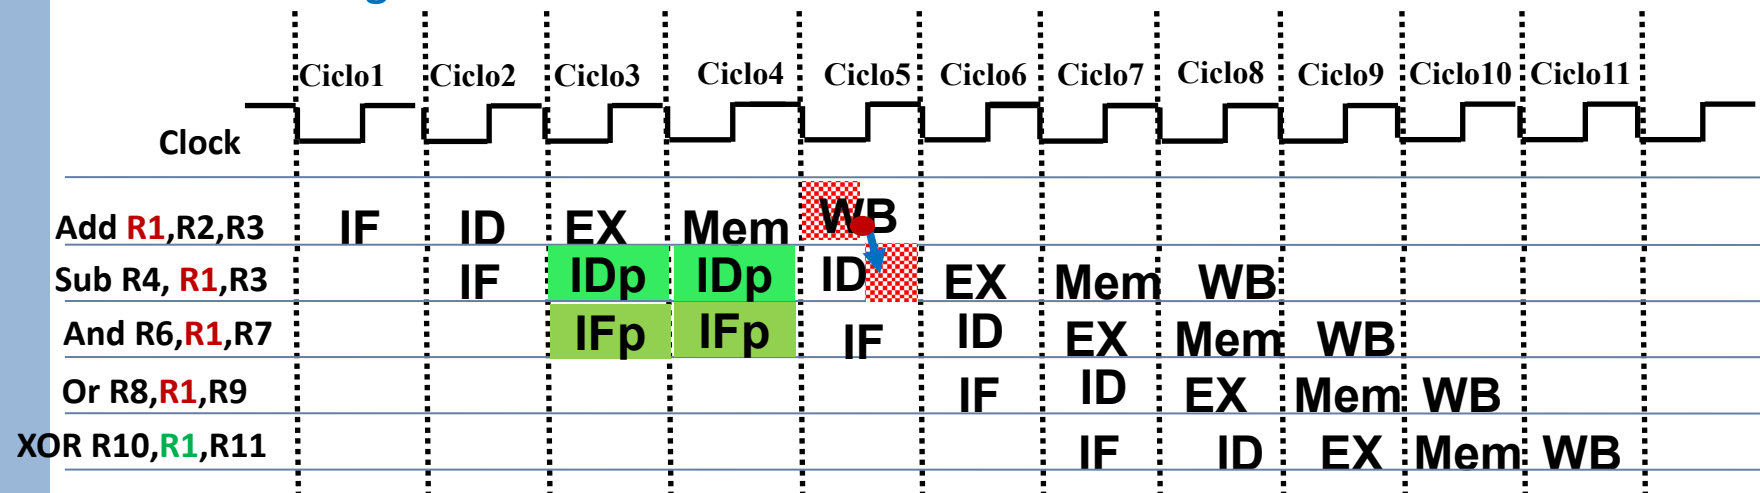 g
Ciclo1 Ciclo2 Ciclo3 Ciclo4 Ciclo5 Ciclo6 Ciclo7 Ciclo8 Ciclo9 Ciclo10 Ciclo11
Clock
Add R1,R2,R3 IF ID EX Mem WB
Sub R4, R1,R3 IF IDp IDp ID EX Mem WB
And R6,R1,R7 IFp IFp IF ID EX Mem WB
Or R8,R1,R9 IF ID EX Mem WB
XOR R10,R1,R11 IF ID EX Mem WB